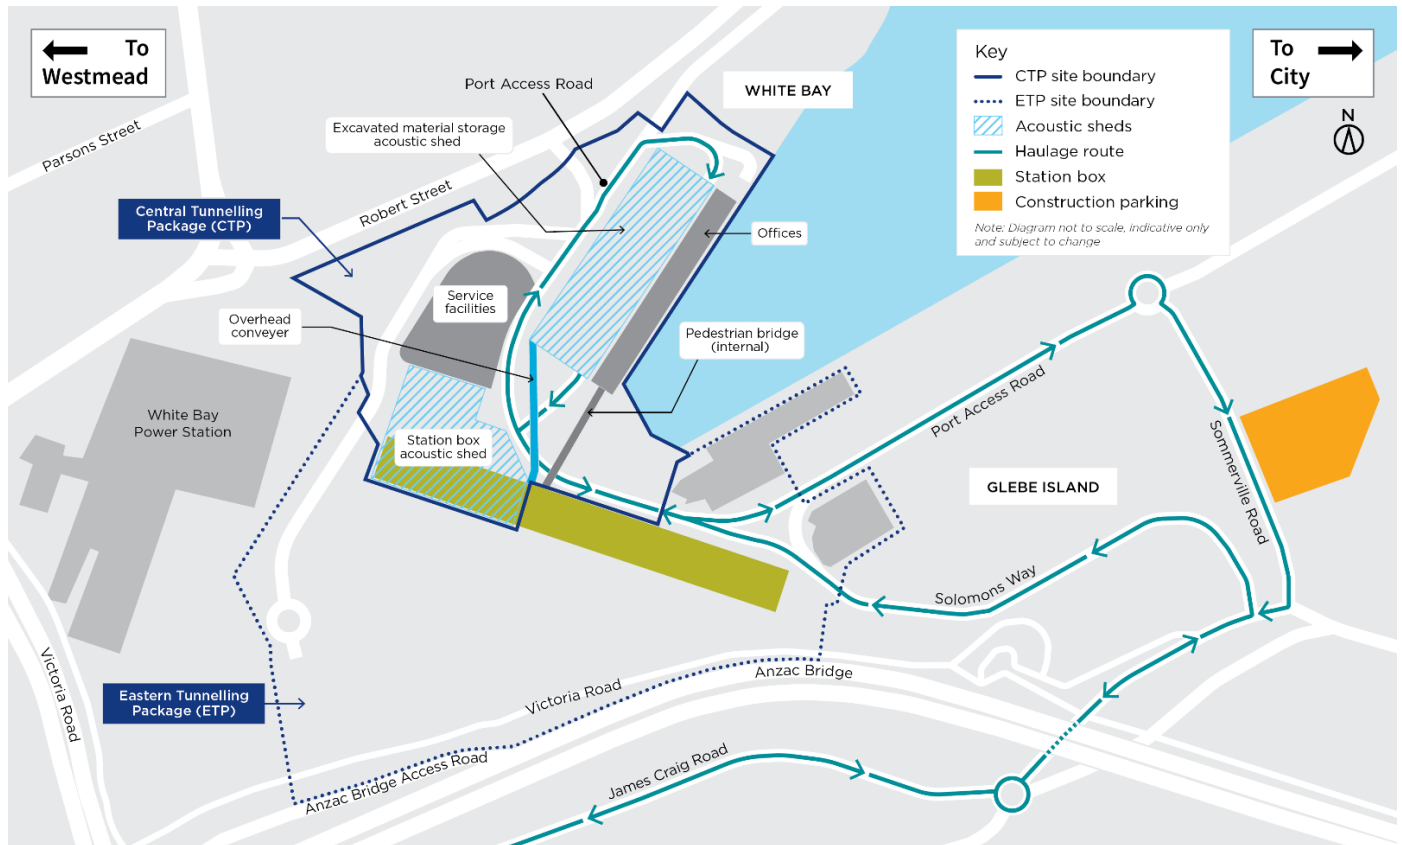 To
Westmead
Port Access Road
WHITE BAY
Key
CTP site boundary
ETP site boundary
Acoustic sheds
Haulage route
Station box
Construction parking
Note: Diagram not to scale, indicative only
and subject to change
To
City
N
Parsons Street
Excavated material storage
acoustic shed
Robert Street
Central Tunnelling
Package (CTP)
Offices
Service
facilities
Overhead
conveyer
Pedestrian bridge
(internal)
White Bay
Power Station
Station box
acoustic shed
Port Access Road
Sommerville Road
GLEBE ISLAND
Solomons Way
Victoria Road
Eastern Tunnelling
Package (ETP)
Victoria Road
Anzac Bridge
Anzac Bridge Access Road
James Craig Road